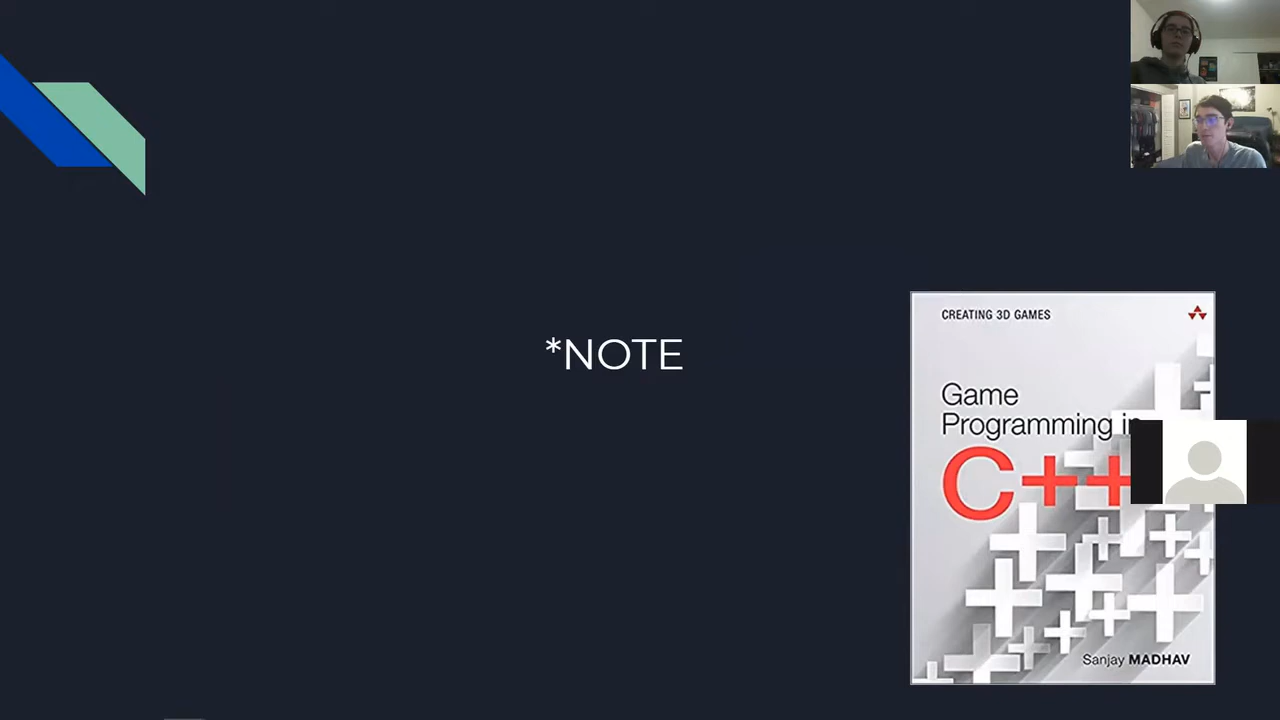 *NOTE
CREATING 3D GAMES
Game
Programming in
C++
Sanjay MADHAV